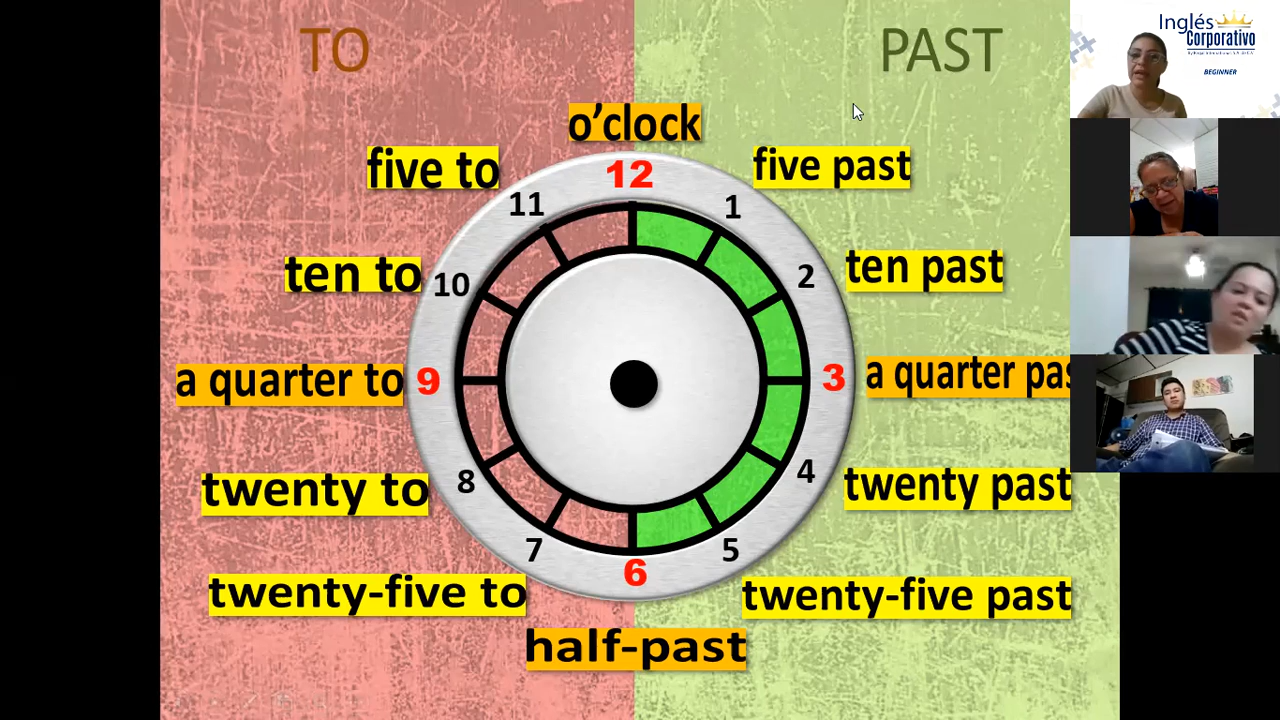 TO
PAST
o'clock
five to
12
five past
11
1
ten to
10
2
ten past
a quarter to
9
3
a quarter pas
twenty to
8
4
twenty past
7
5
6
twenty-five to
twenty-five past
half-past
Inglés
Corporativo
BEGINNER